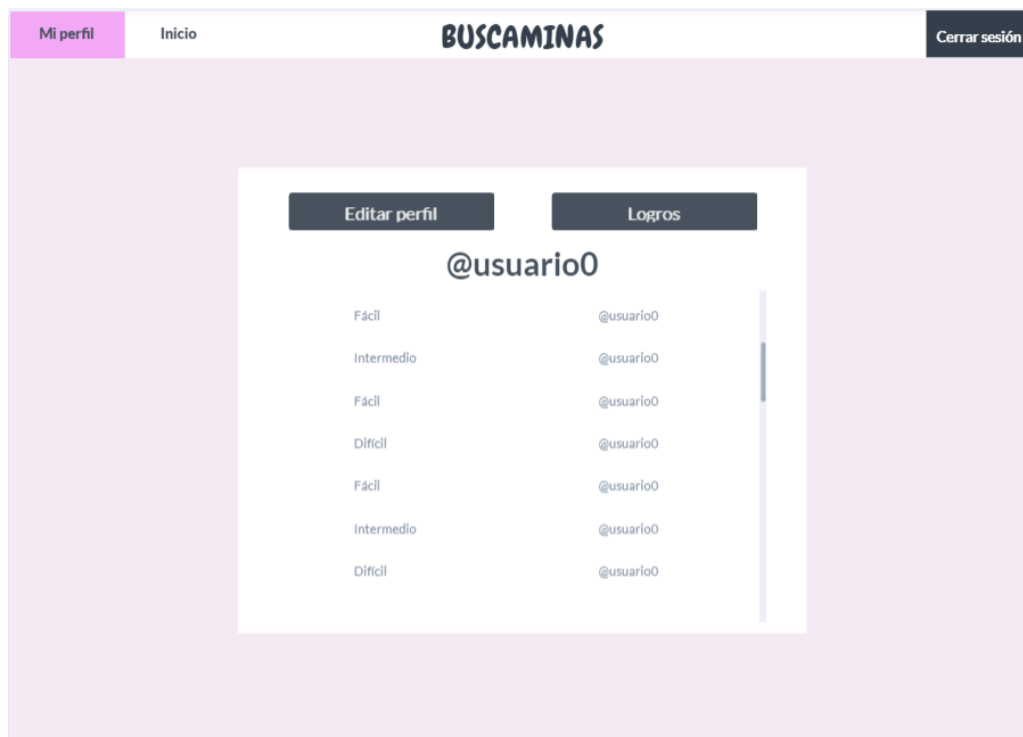 Mi perfil Inicio BUSCAMINAS Cerrar sesión
Editar perfil Logros
@usuario0
Fácil @usuario0
Intermedio @usuario0
Fácil @usuario0
Difícil @usuario0
Fácil @usuario0
Intermedio @usuario0
Difícil @usuario0